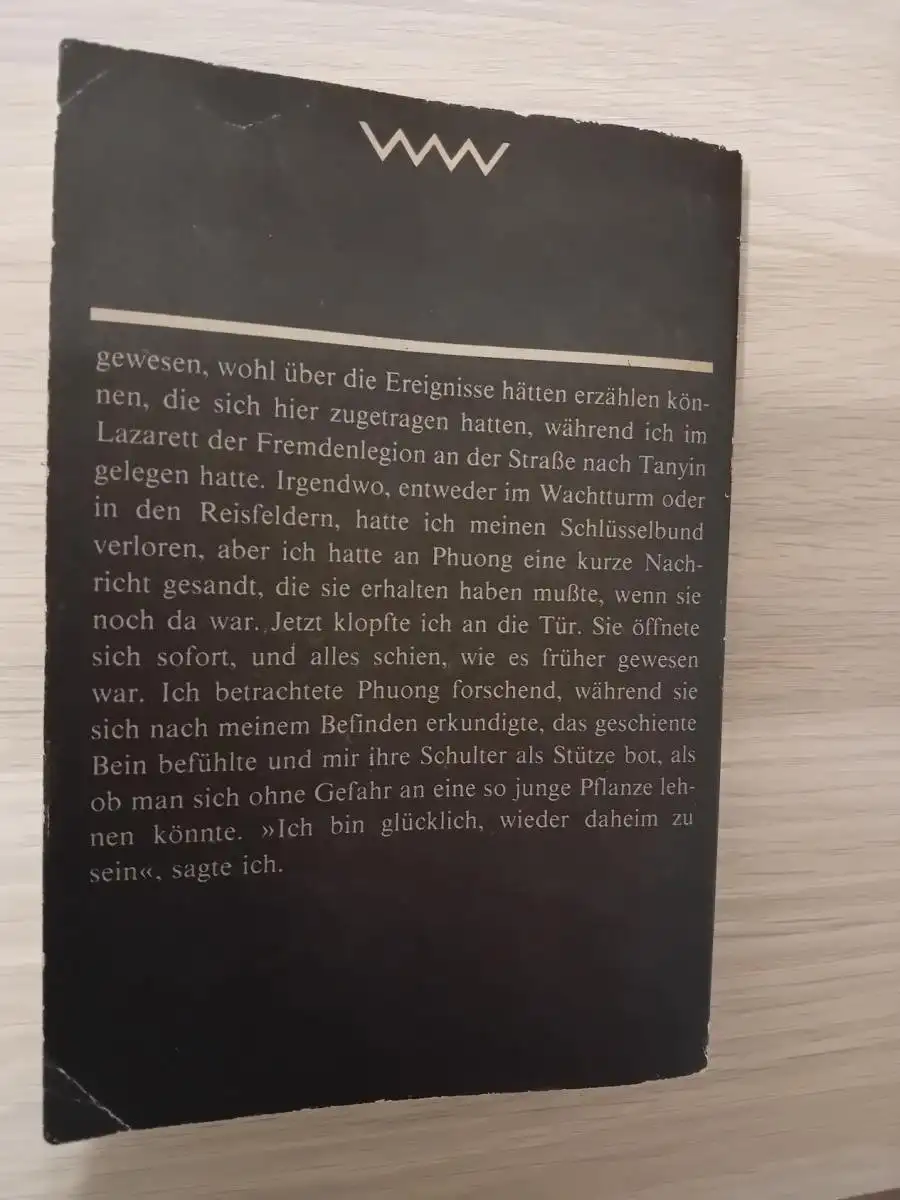 gewesen, wohl über die Ereignisse hätten erzählen kön-
nen, die sich hier zugetragen hatten, während ich im
Lazarett der Fremdenlegion an der Straße nach Tanyin
gelegen hatte. Irgendwo, entweder im Wachtturm oder
in den Reisfeldern, hatte ich meinen Schlüsselbund
verloren, aber ich hatte an Phuong eine kurze Nach-
richt gesandt, die sie erhalten haben mußte, wenn sie
noch da war. Jetzt klopfte ich an die Tür. Sie öffnete
sich sofort, und alles schien, wie es früher gewesen
war. Ich betrachtete Phuong forschend, während sie
sich nach meinem Befinden erkundigte, das geschiente
Bein befühlte und mir ihre Schulter als Stütze bot, als
ob man sich ohne Gefahr an eine so junge Pflanze leh-
nen könnte. »Ich bin glücklich, wieder daheim zu
sein«, sagte ich.